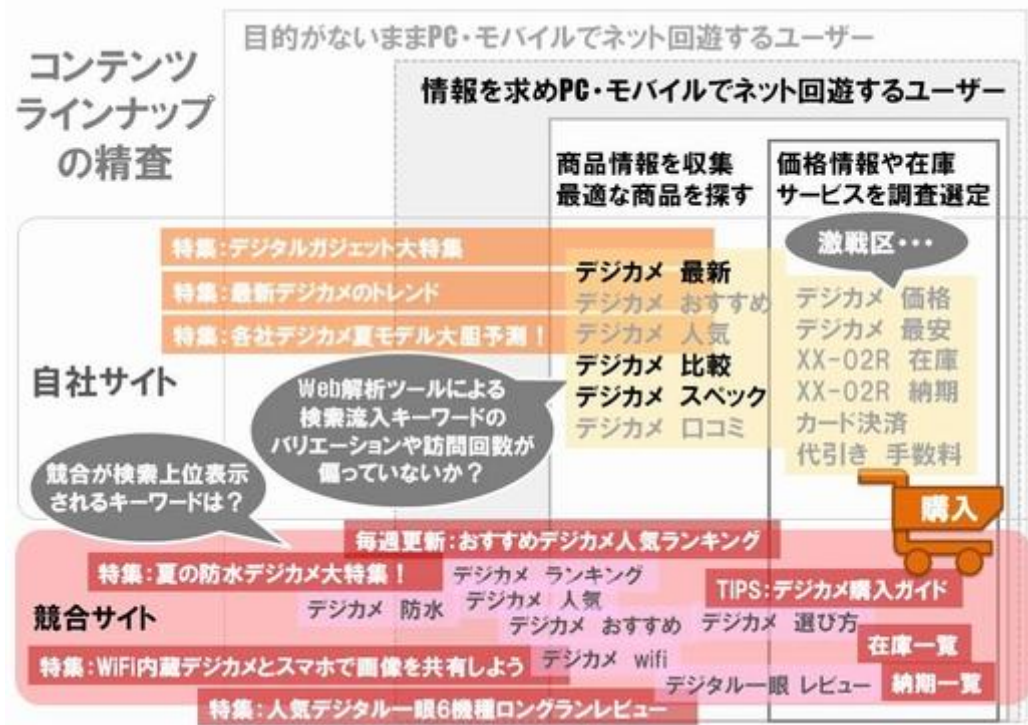 コンテンツ
ラインナップ
の精査
目的がないままPC・モバイルでネット回遊するユーザー
情報を求めPC・モバイルでネット回遊するユーザー
商品情報を収集
最適な商品を探す
価格情報や在庫
サービスを調査選定
激戦区・・・
特集:デジタルガジェット大特集
特集:最新デジカメのトレンド
特集:各社デジカメ夏モデル大胆予測!
デジカメ 最新
デジカメ おすすめ
デジカメ 人気
デジカメ 比較
デジカメ スペック
デジカメ 口コミ
デジカメ 価格
デジカメ 最安
XX-02R 在庫
XX-02R 納期
カード決済
代引き 手数料
自社サイト
Web解析ツールによる
検索流入キーワードの
バリエーションや訪問回数が
偏っていないか?
競合が検索上位表示
されるキーワードは?
購入
毎週更新:おすすめデジカメ人気ランキング
特集:夏の防水デジカメ大特集!
デジカメ ランキング
TIPS:デジカメ購入ガイド
競合サイト
デジカメ 防水
デジカメ 人気
デジカメ おすすめ
デジカメ 選び方
在庫一覧
特集:WiFi内蔵デジカメとスマホで画像を共有しよう
デジカメ wifi
デジタル一眼 レビュー
納期一覧
特集:人気デジタル一眼6機種ロングランレビュー